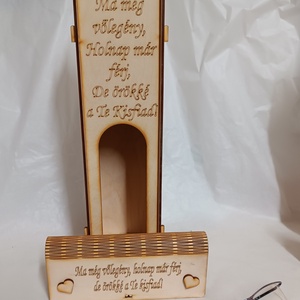 Ma még
vőlegény,
Holnap már
férj,
De örökké
a Te Kisfiad!
Ma még vőlegény, holnap már férj,
de örökké a Te kisfiad!